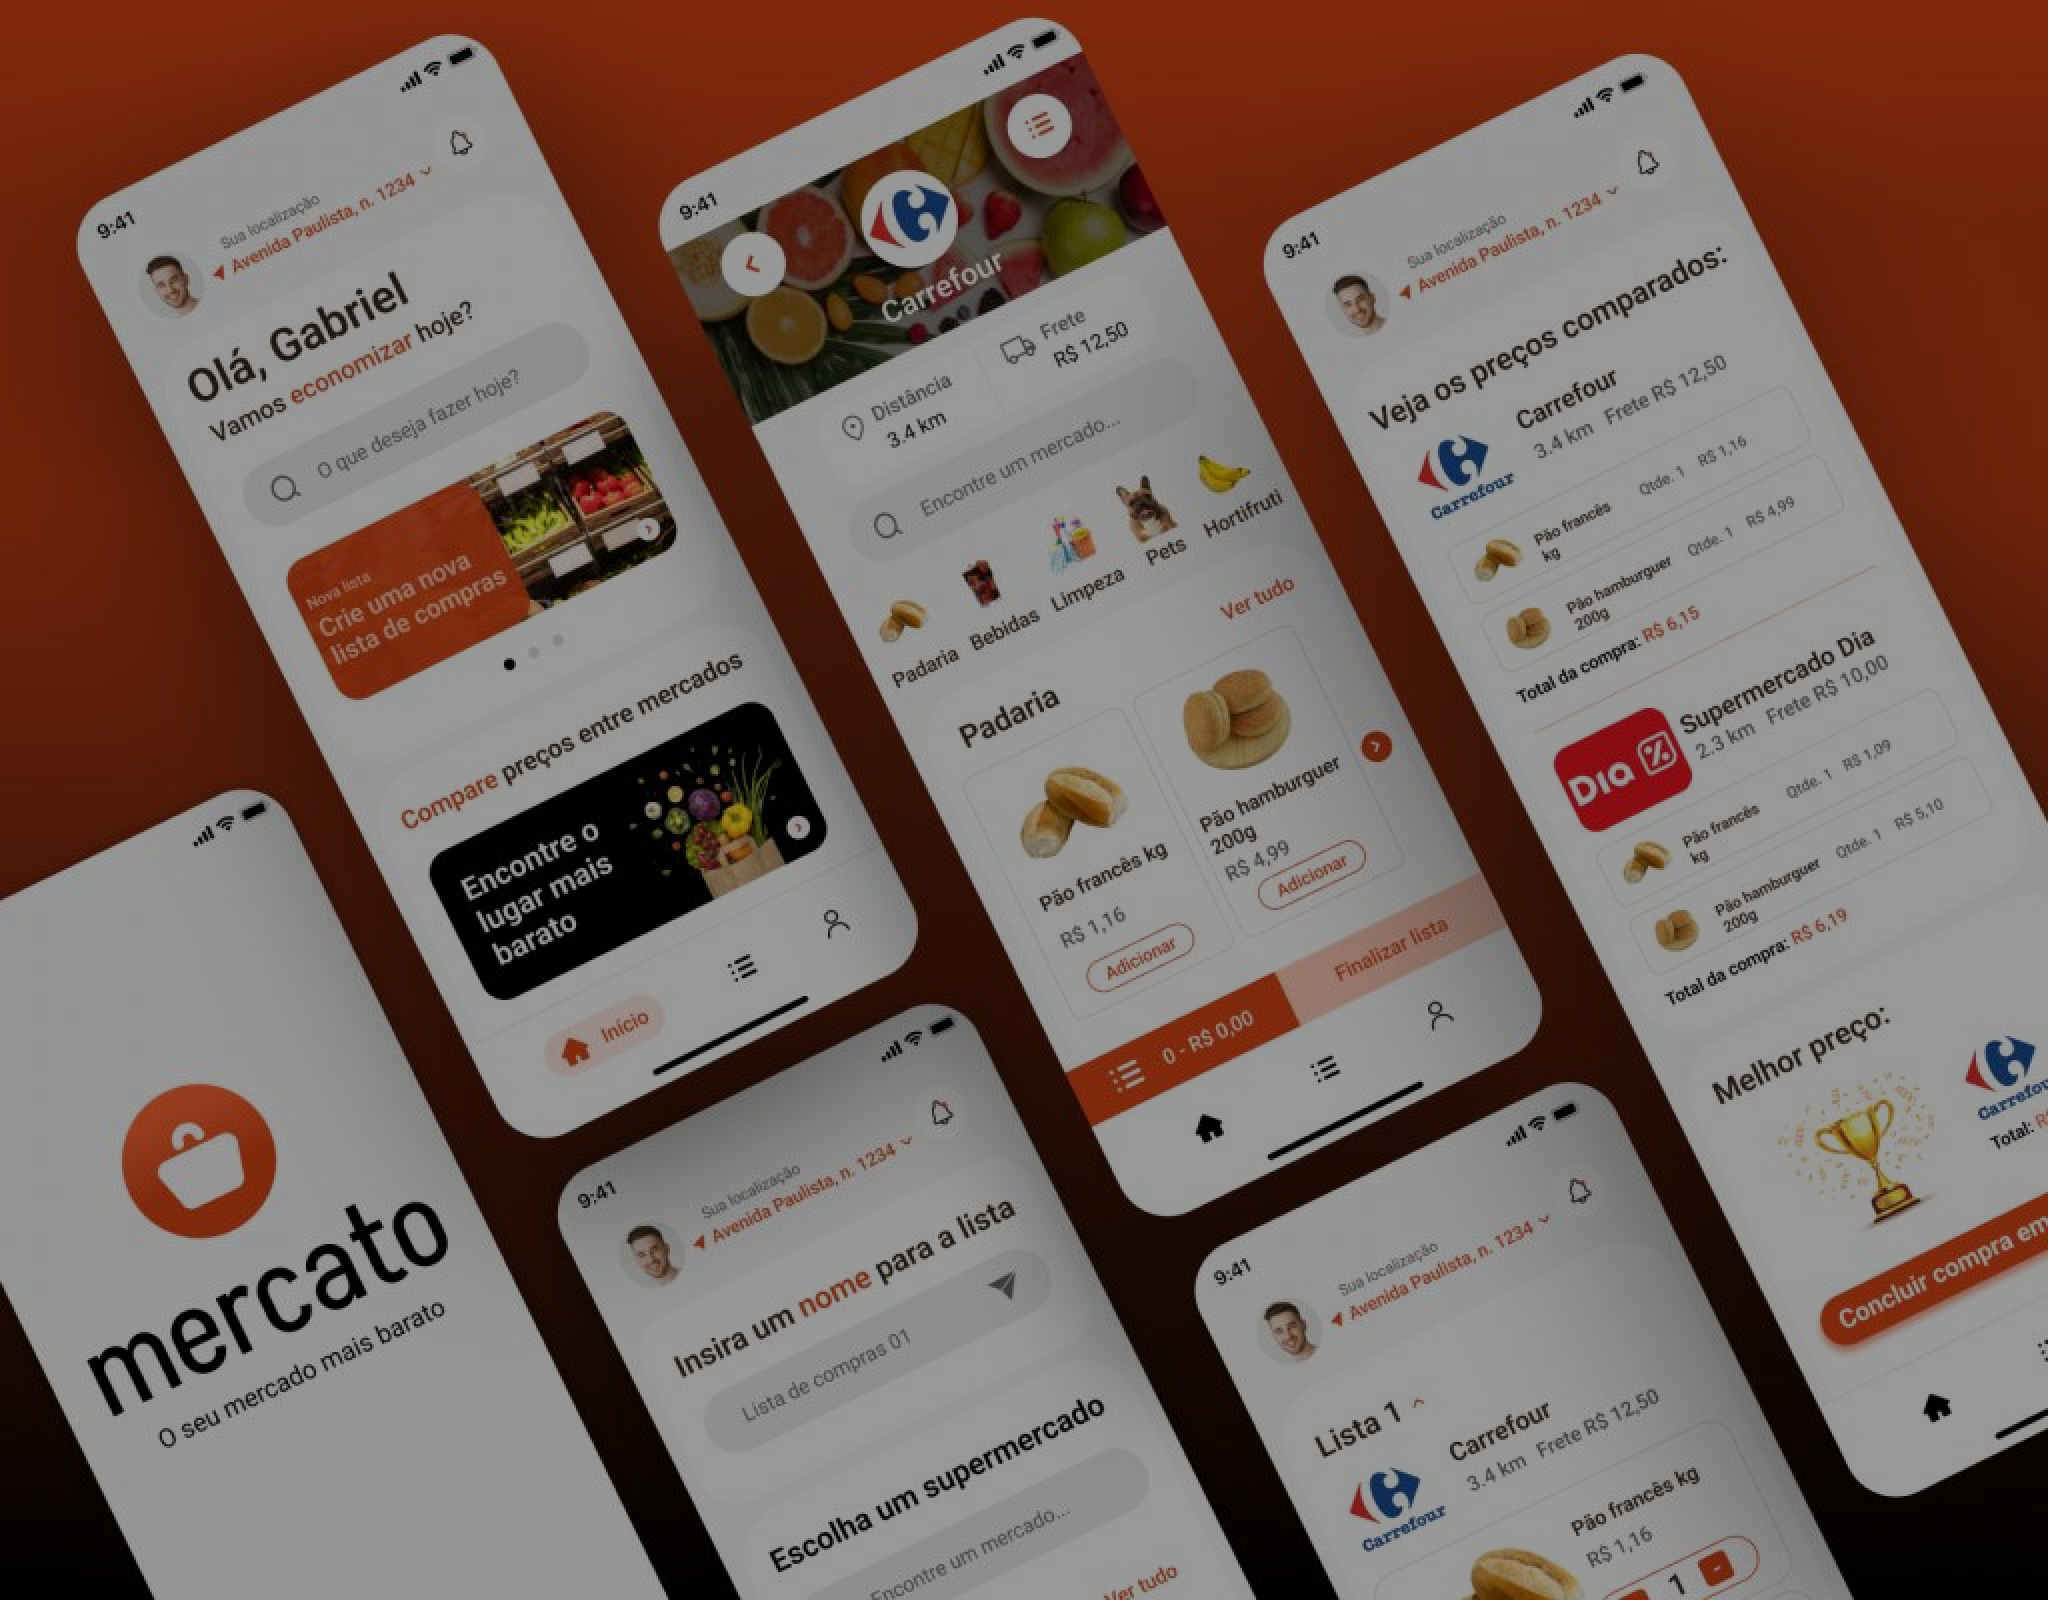 9:41
Sua localização
Avenida Paulista, n. 1234
Olá, Gabriel
Vamos economizar hoje?
O que deseja fazer hoje?
Nova lista
Crie uma nova
lista de compras
Compare preços entre mercados
Encontre o
lugar mais
barato
Início
9:41
Carrefour
Distância
3.4 km
Frete
R$ 12,50
Encontre um mercado...
Padaria
Bebidas
Limpeza
Pets
Hortifruti
Ver tudo
Padaria
Pão francês kg
R$ 1,16
Adicionar
Pão hamburguer
200g
R$ 4,99
Adicionar
0 - R$ 0,00
Finalizar lista
9:41
Sua localização
Avenida Paulista, n. 1234
Veja os preços comparados:
Carrefour
Carrefour
3.4 km Frete R$ 12,50
Pão francês
kg
Qtde. 1 R$ 1,16
Pão hamburguer
200g
Qtde. 1 R$ 4,99
Total da compra: R$ 6,15
Dia %
Supermercado Dia
2.3 km Frete R$ 10,00
Pão francês
kg
Qtde. 1 R$ 1,09
Pão hamburguer
200g
Qtde. 1 R$ 5,10
Total da compra: R$ 6,19
Melhor preço:
Carrefour
Total:
Concluir compra em
mercato
O seu mercado mais barato
9:41
Sua localização
Avenida Paulista, n. 1234
Insira um nome para a lista
Lista de compras 01
Escolha um supermercado
Encontre um mercado...
Ver tudo
9:41
Sua localização
Avenida Paulista, n. 1234
Lista 1
Carrefour
Carrefour
3.4 km Frete R$ 12,50
Pão francês kg
R$ 1,16
1 -